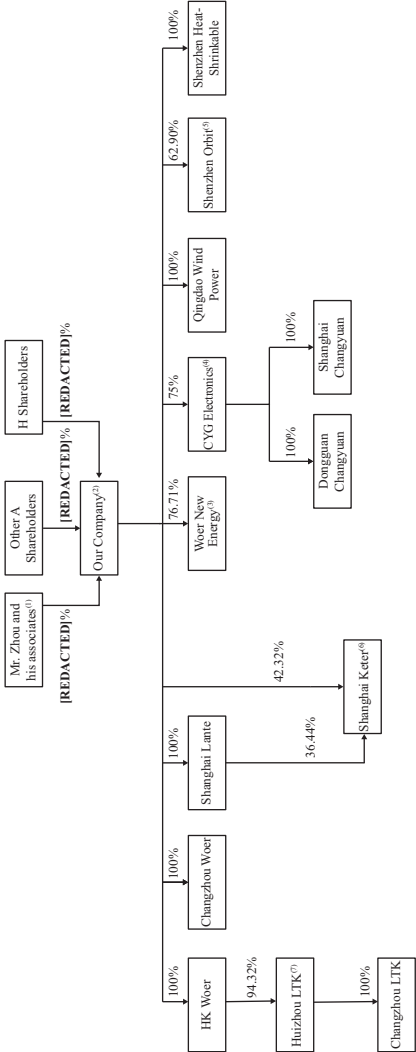 Mr. Zhou and
his associates(1)
Other A
Shareholders
H Shareholders
[REDACTED]%
[REDACTED]%
[REDACTED]%
Our Company(2)
100%
100%
100%
42.32%
76.71%
75%
100%
62.90%
100%
HK Woer
Changzhou Woer
Shanghai Lante
Woer New
Energy(3)
CYG Electronics(4)
Qingdao Wind
Power
Shenzhen Orbit(5)
Shenzhen Heat-
Shrinkable
94.32%
36.44%
100%
100%
Huizhou LTK(7)
Shanghai Keter(6)
Dongguan
Changyuan
Shanghai
Changyuan
100%
Changzhou LTK